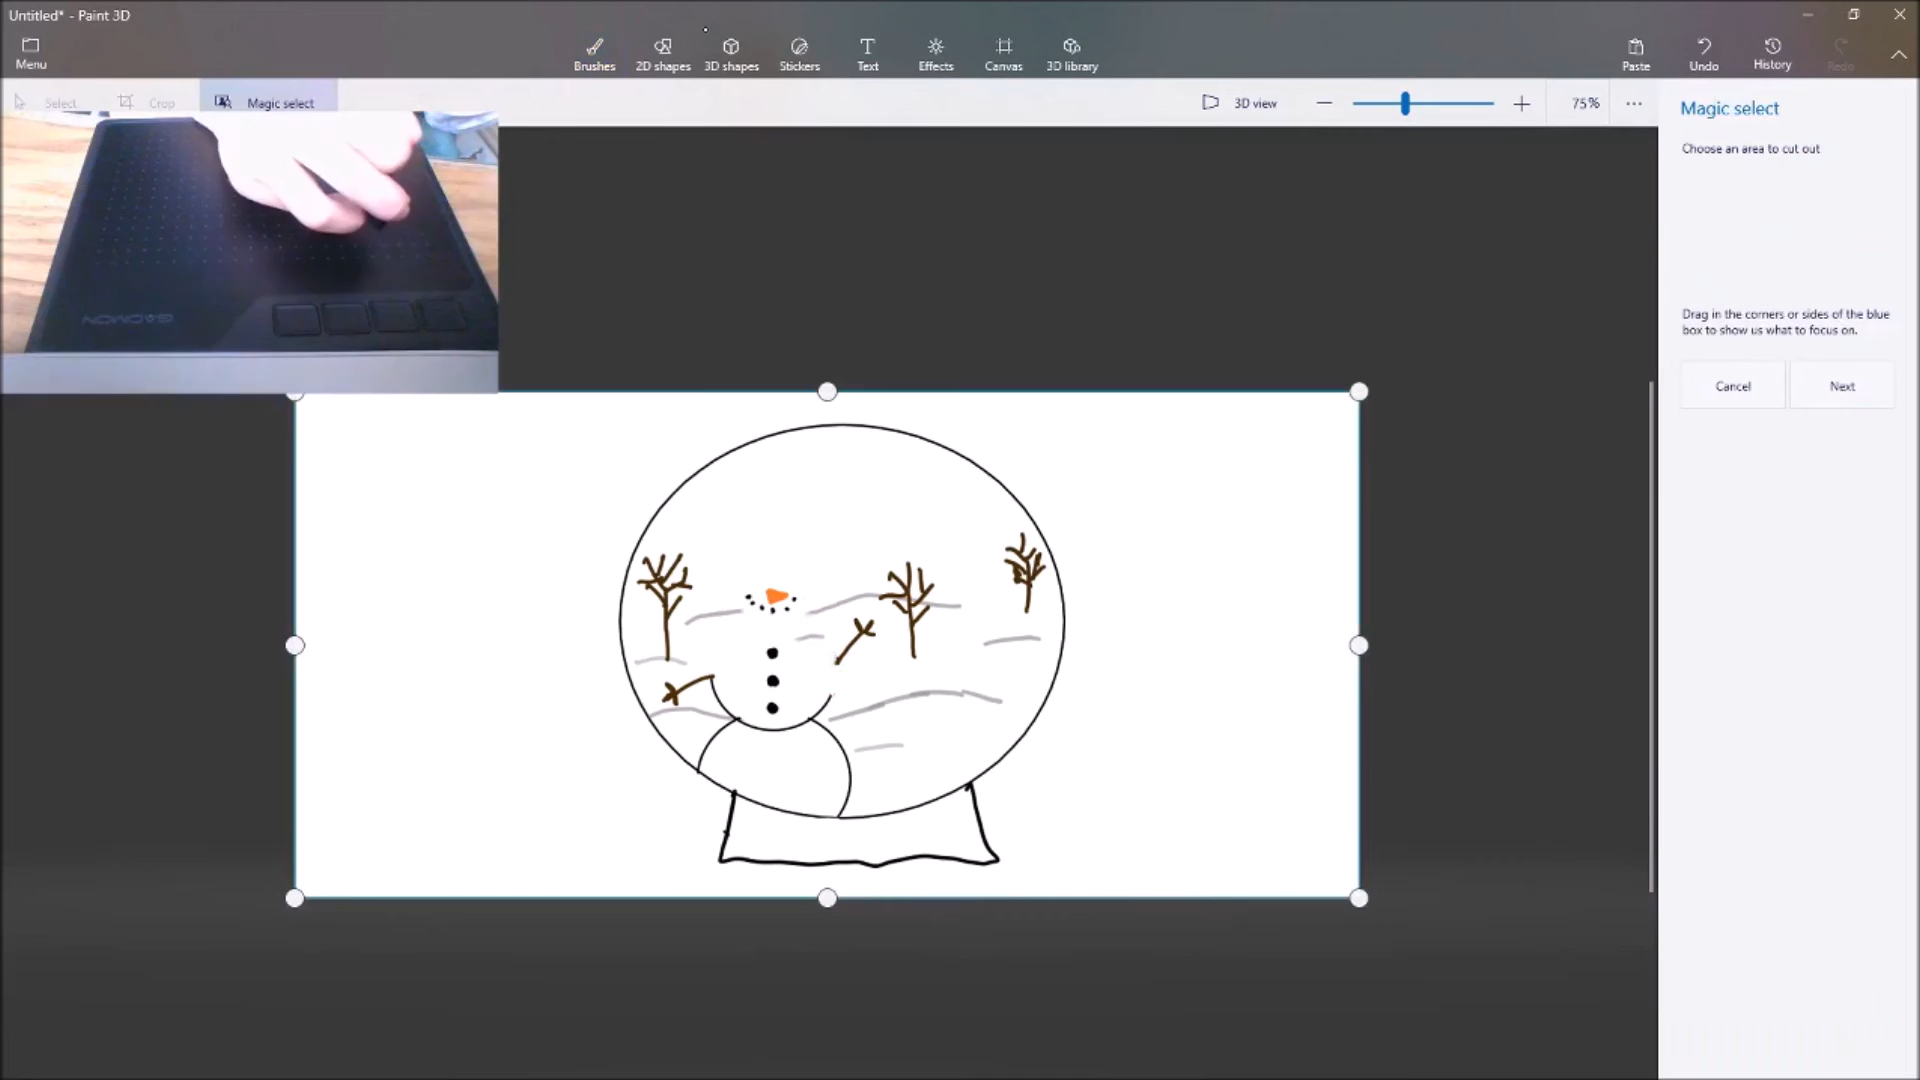 Untitled* - Paint 3D
Menu
Brushes
2D shapes
3D shapes
Stickers
Text
Effects
Canvas
3D library
Paste
Undo
History
Redo
Select
Crop
Magic select
3D view
75%
Magic select
Choose an area to cut out
Drag in the corners or sides of the blue
box to show us what to focus on.
Cancel
Next
GAOMON